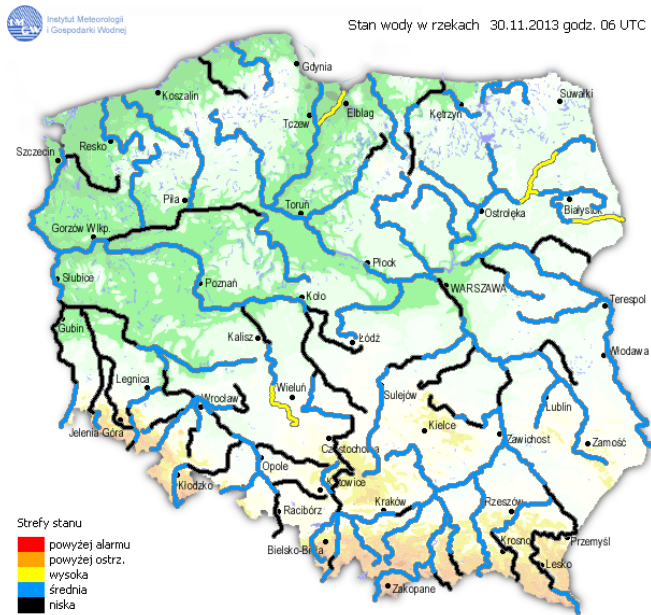 IMGW
Instytut Meteorologii
i Gospodarki Wodnej
Stan wody w rzekach 30.11.2013 godz. 06 UTC
Gdynia
Koszalin
Suwałki
Elbląg
Kętrzyn
Tczew
Resko
Szczecin
Piła
Toruń
Ostrołęka
Białystok
Gorzów Wlkp.
Płock
Słubice
Poznań
WARSZAWA
Koło
Terespol
Gubin
Kalisz
Łódź
Włodawa
Legnica
Wieluń
Sulejów
Wrocław
Lublin
Jelenia Góra
Kielce
Zawichost
Zamość
Częstochowa
Opole
Kłodzko
Katowice
Racibórz
Kraków
Rzeszów
Bielsko-Biała
Krosno
Przemyśl
Lesko
Zakopane
Strefy stanu
powyżej alarmu
powyżej ostrz.
wysoka
średnia
niska